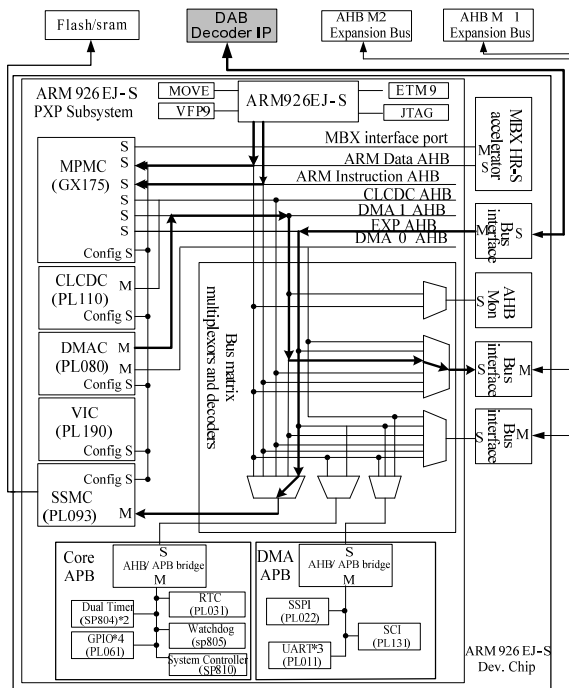 Flash/sram
DAB
Decoder IP
AHB M2
Expansion Bus
AHB M 1
Expansion Bus
ARM 926EJ-S
PXP Subsystem
MOVE
VFP9
ARM926EJ-S
ETM 9
JTAG
MPMC
(GX175)
S
S
S
S
S
S
Config S
MBX interface port
ARM Data AHB
ARM Instruction AHB
CLCDC AHB
DMA 1 AHB
EXP AHB
DMA 0 AHB
M
S
MBX HR-S
accelerator
S
Bus
interface
CLCDC
(PL110)
M
Config S
DMAC
(PL080)
M
M
Config S
VIC
(PL190)
Config S
Config S
SSMC
(PL093)
M
Bus matrix
multiplexors and decoders
S
AHB
Mon
S
Bus
interface
M
S
Bus
interface
M
Core
APB
S
AHB/ APB bridge
M
Dual Timer
(SP804)*2
GPIO*4
(PL061)
RTC
(PL031)
Watchdog
(sp805)
System Controller
(SP810)
DMA
APB
S
AHB/ APB bridge
M
SSPI
(PL022)
UART*3
(PL011)
SCI
(PL131)
ARM 926 EJ-S
Dev. Chip